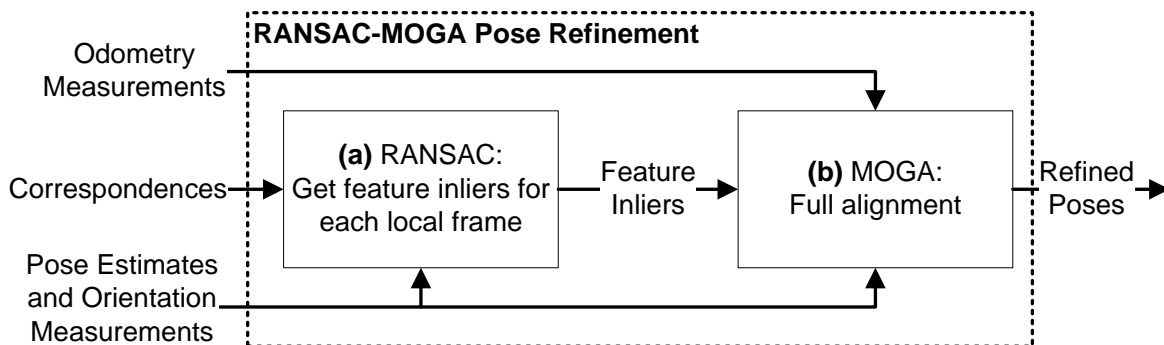 RANSAC-MOGA Pose Refinement
Odometry
Measurements
Correspondences
Pose Estimates
and Orientation
Measurements
(a) RANSAC:
Get feature inliers for
each local frame
Feature
Inliers
(b) MOGA:
Full alignment
Refined
Poses